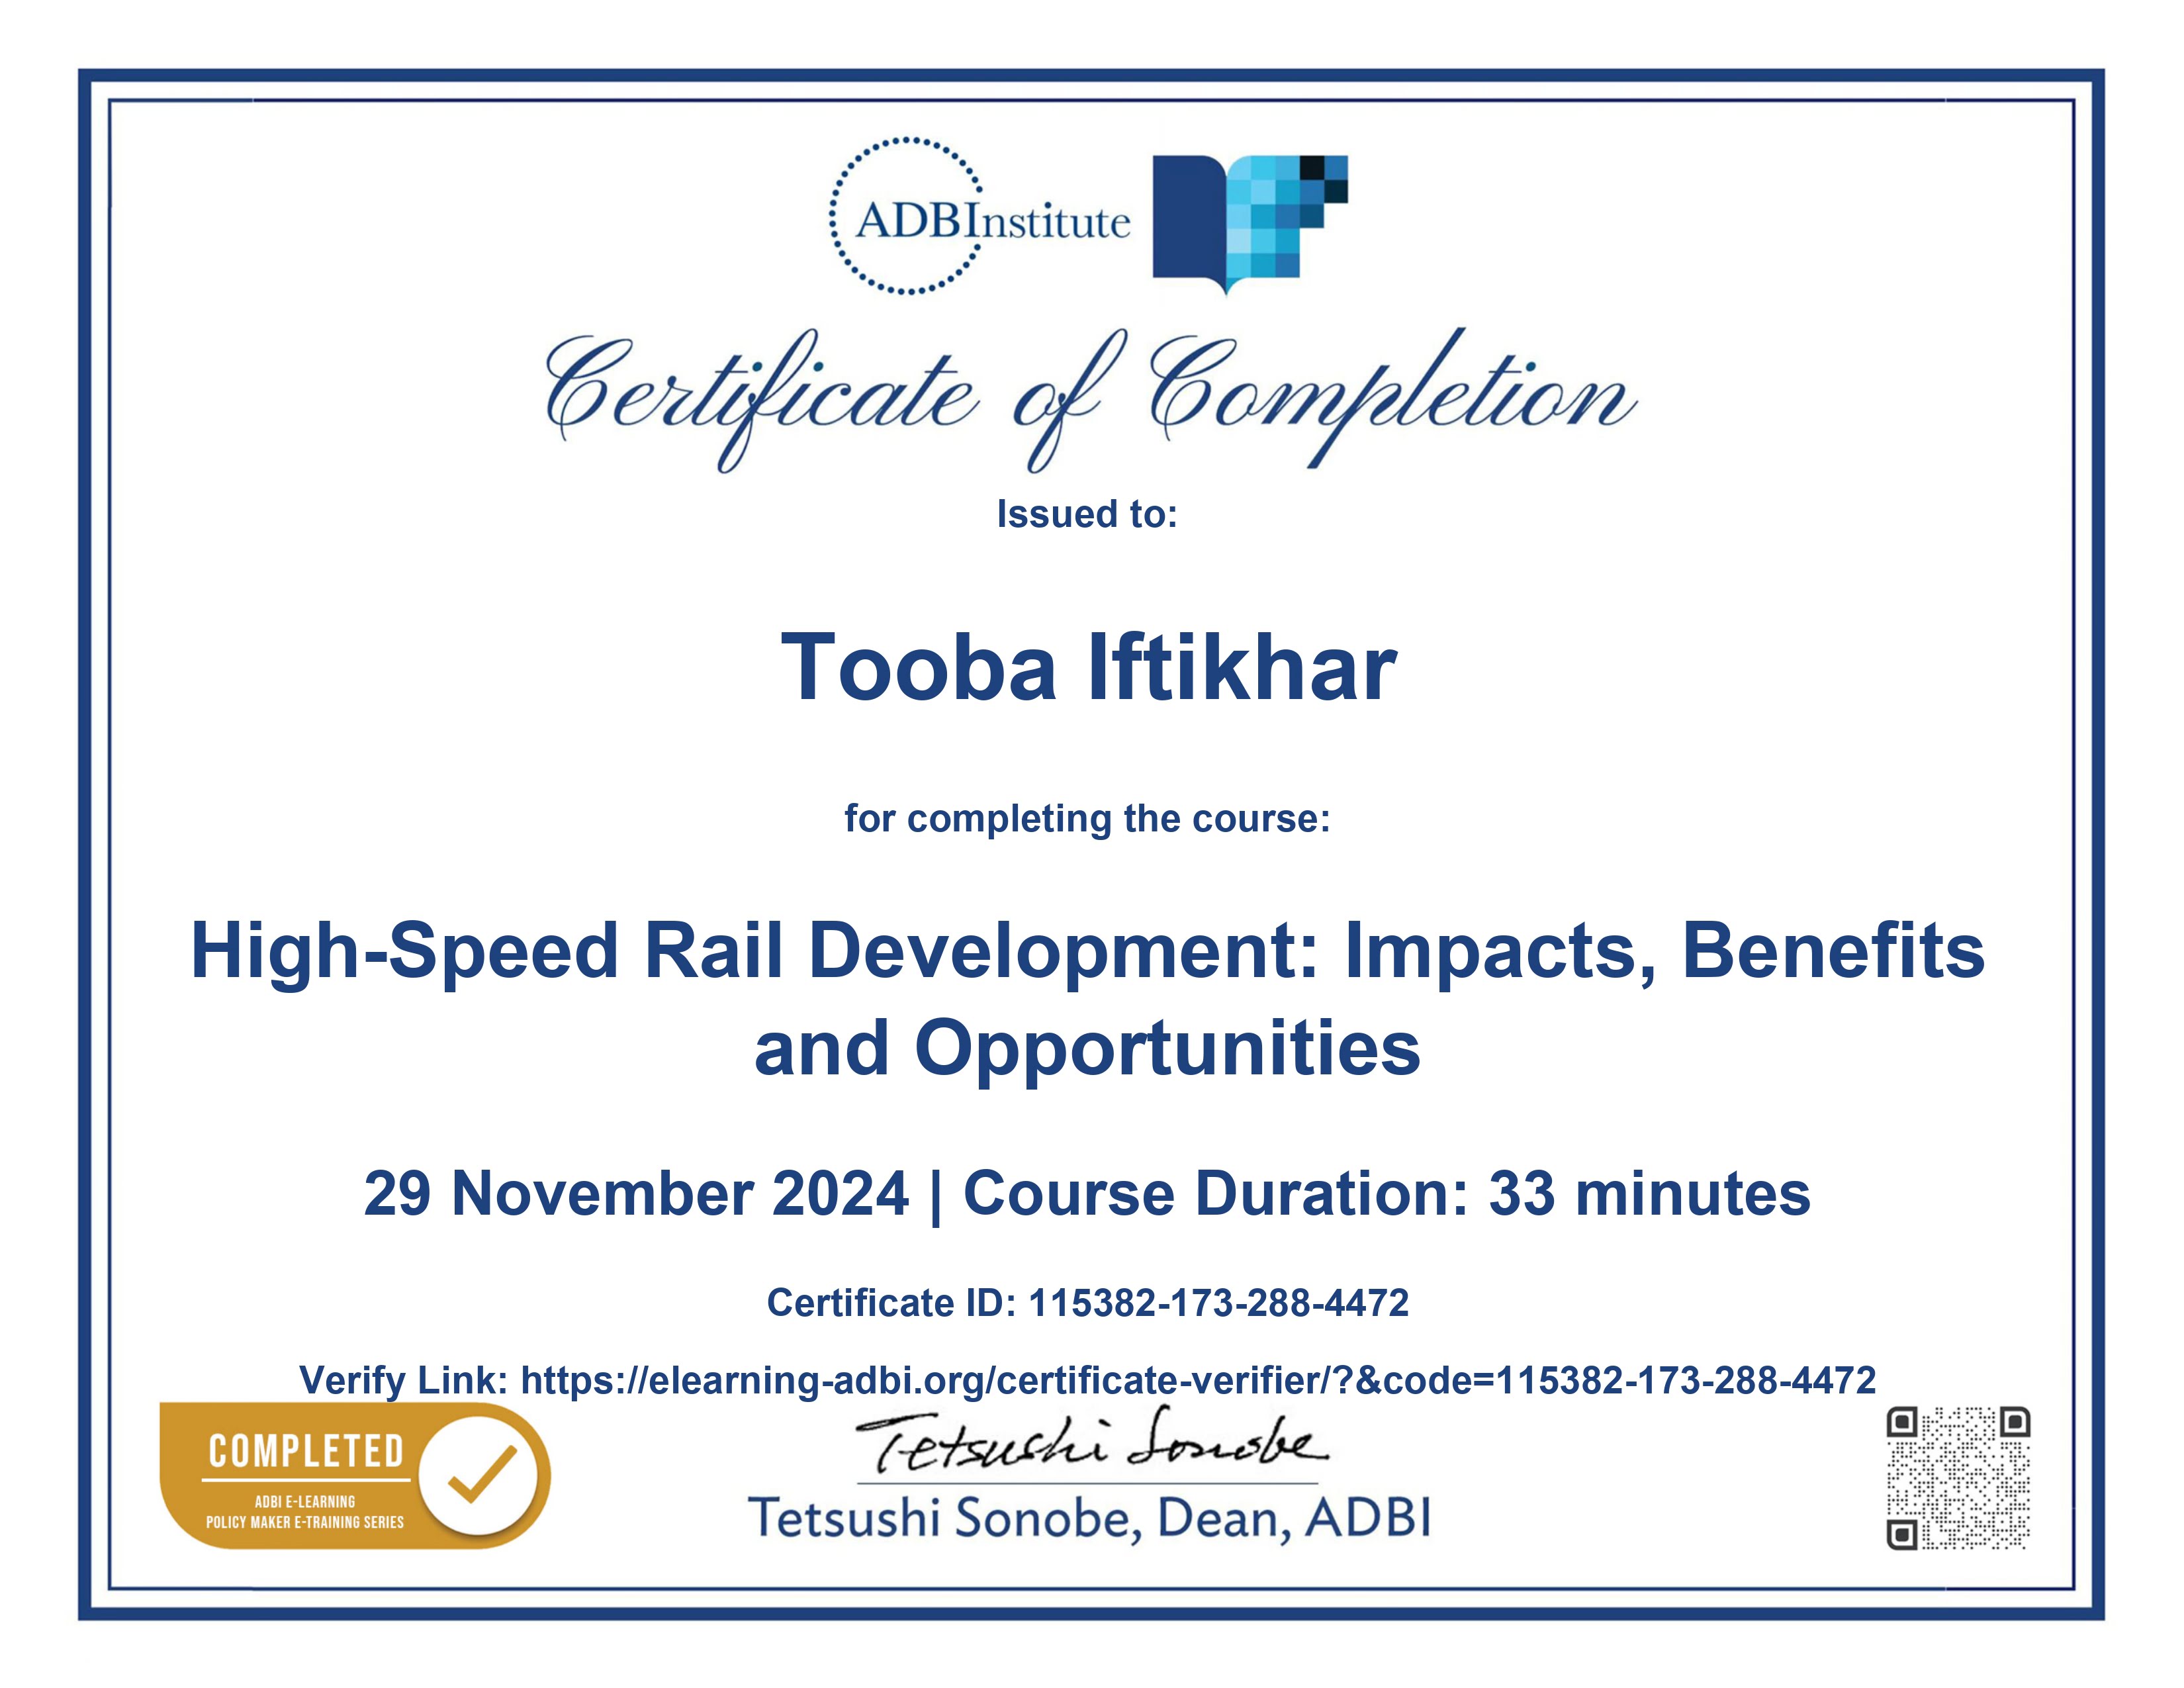 ADBInstitute
Certificate of Completion
Issued to:
Tooba Iftikhar
for completing the course:
High-Speed Rail Development: Impacts, Benefits
and Opportunities
29 November 2024 | Course Duration: 33 minutes
Certificate ID: 115382-173-288-4472
Verify Link: https://elearning-adbi.org/certificate-verifier/?&code=115382-173-288-4472
COMPLETED
ADBI E-LEARNING
POLICY MAKER E-TRAINING SERIES
Tetsushi Sonobe
Tetsushi Sonobe, Dean, ADBI